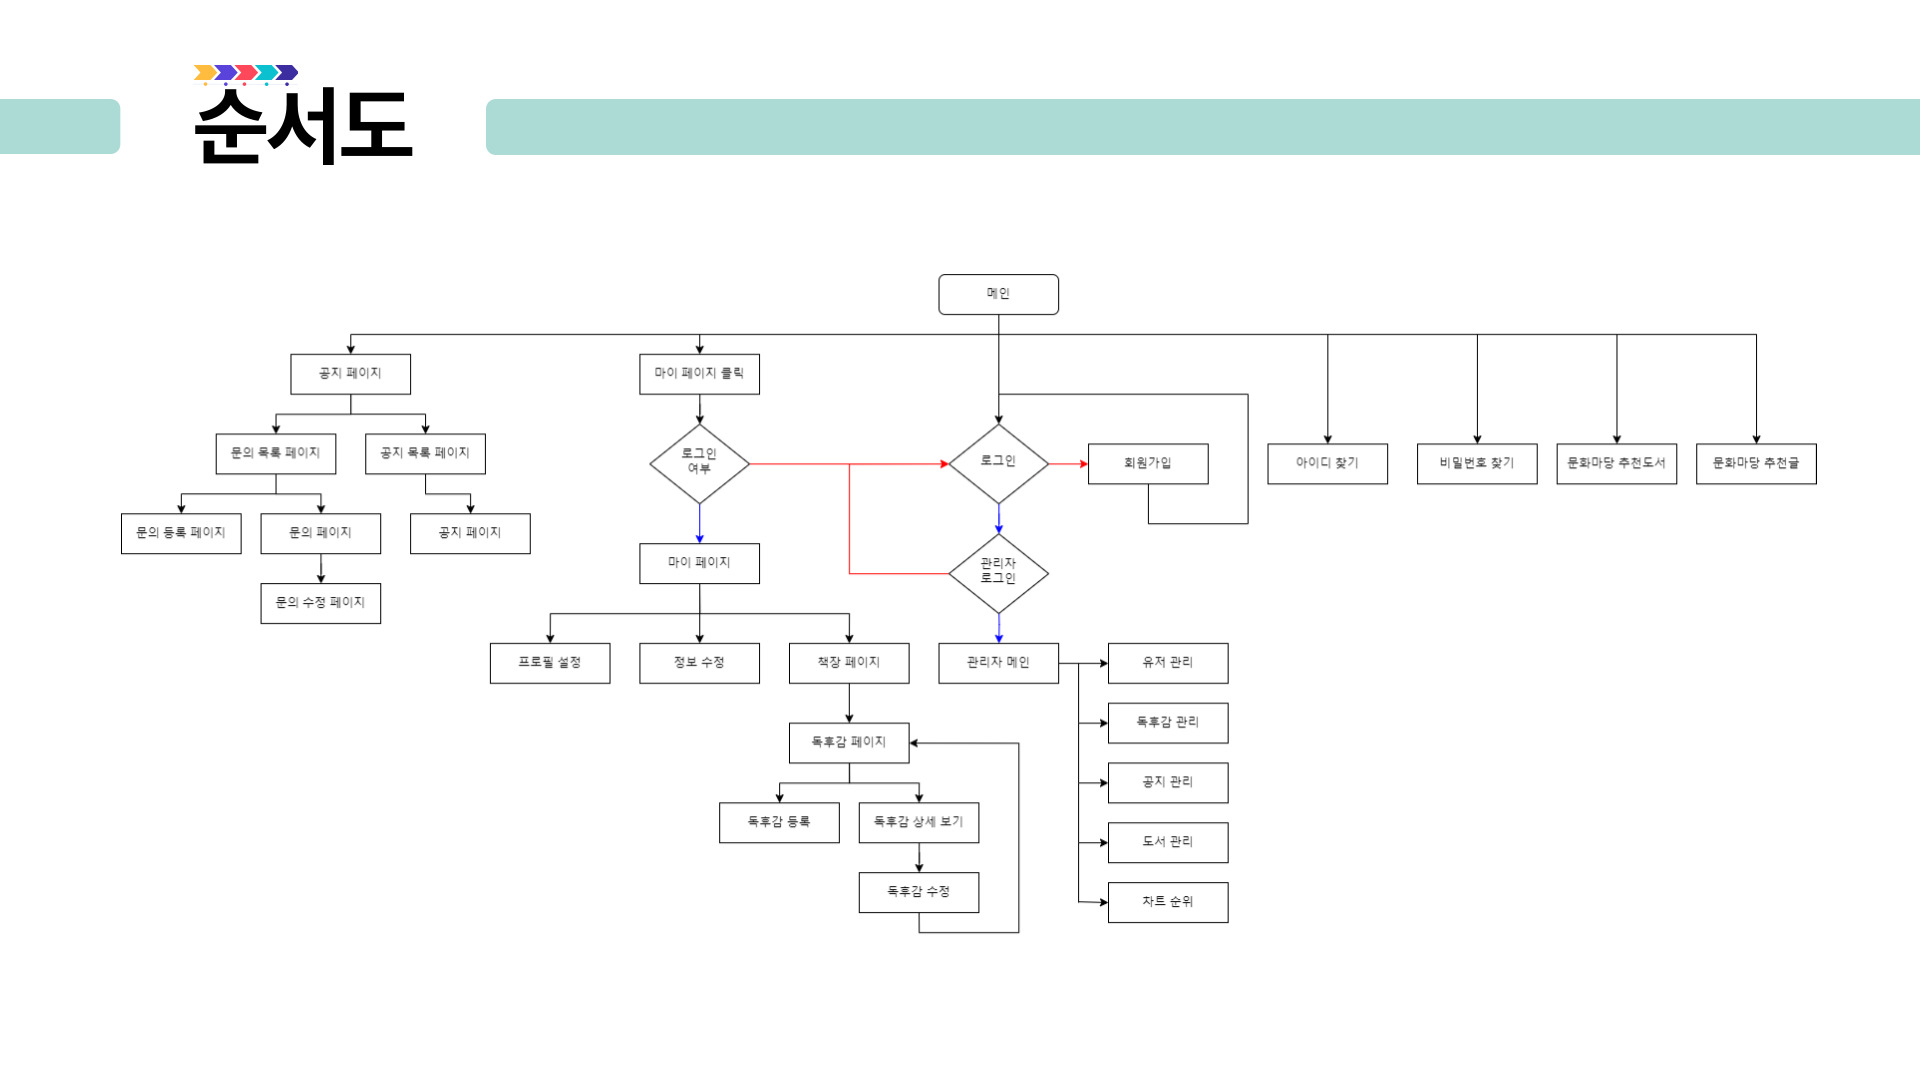 순서도
메인
공지 페이지
마이 페이지 클릭
문의 목록 페이지
공지 목록 페이지
로그인
여부
로그인
회원가입
아이디 찾기
비밀번호 찾기
문화마당 추천도서
문화마당 추천글
문의 등록 페이지
문의 페이지
공지 페이지
마이 페이지
관리자
로그인
문의 수정 페이지
프로필 설정
정보 수정
책장 페이지
관리자 메인
유저 관리
독후감 페이지
독후감 관리
공지 관리
독후감 등록
독후감 상세 보기
도서 관리
독후감 수정
차트 순위